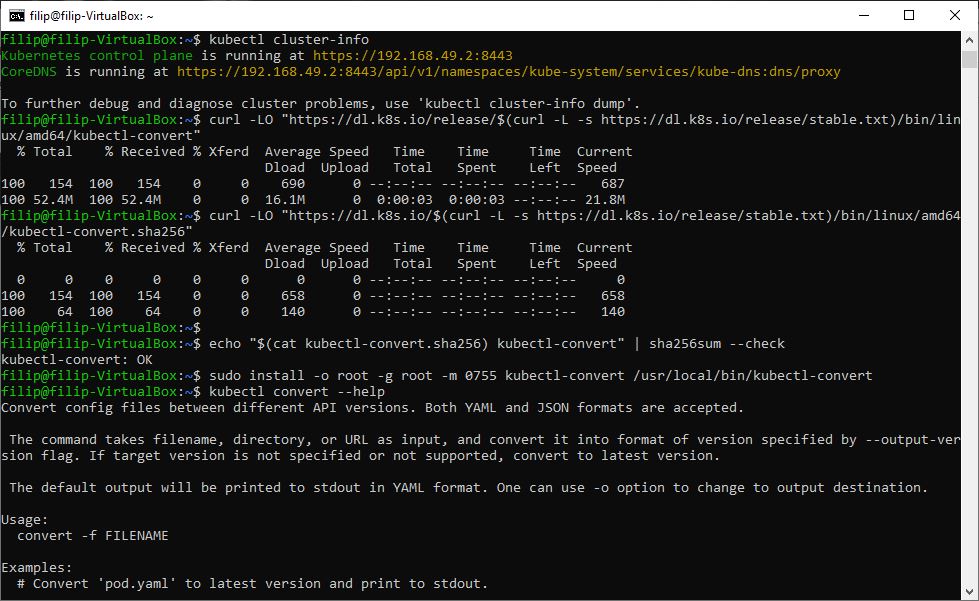 filip@filip-VirtualBox: ~
filip@filip-VirtualBox:~$ kubectl cluster-info
Kubernetes control plane is running at https://192.168.49.2:8443
CoreDNS is running at https://192.168.49.2:8443/api/v1/namespaces/kube-system/services/kube-dns:dns/proxy
To further debug and diagnose cluster problems, use 'kubectl cluster-info dump'.
filip@filip-VirtualBox:~$ curl -LO "https://dl.k8s.io/release/$(curl -L -s https://dl.k8s.io/release/stable.txt)/bin/lin
ux/amd64/kubectl-convert"
  % Total    % Received % Xferd  Average Speed   Time    Time     Time  Current
                                 Dload  Upload   Total   Spent    Left  Speed
100   154  100   154    0     0    690      0 --:--:-- --:--:-- --:--:--   687
100 52.4M  100 52.4M    0     0  16.1M      0  0:00:03  0:00:03 --:--:-- 21.8M
filip@filip-VirtualBox:~$ curl -LO "https://dl.k8s.io/$(curl -L -s https://dl.k8s.io/release/stable.txt)/bin/linux/amd64
/kubectl-convert.sha256"
  % Total    % Received % Xferd  Average Speed   Time    Time     Time  Current
                                 Dload  Upload   Total   Spent    Left  Speed
  0     0    0     0    0     0      0      0 --:--:-- --:--:-- --:--:--     0
100   154  100   154    0     0    658      0 --:--:-- --:--:-- --:--:--   658
100    64  100    64    0     0    140      0 --:--:-- --:--:-- --:--:--   140
filip@filip-VirtualBox:~$
filip@filip-VirtualBox:~$ echo "$(cat kubectl-convert.sha256) kubectl-convert" | sha256sum --check
kubectl-convert: OK
filip@filip-VirtualBox:~$ sudo install -o root -g root -m 0755 kubectl-convert /usr/local/bin/kubectl-convert
filip@filip-VirtualBox:~$ kubectl convert --help
Convert config files between different API versions. Both YAML and JSON formats are accepted.
 The command takes filename, directory, or URL as input, and convert it into format of version specified by --output-ver
sion flag. If target version is not specified or not supported, convert to latest version.
 The default output will be printed to stdout in YAML format. One can use -o option to change to output destination.
Usage:
  convert -f FILENAME
Examples:
  # Convert 'pod.yaml' to latest version and print to stdout.